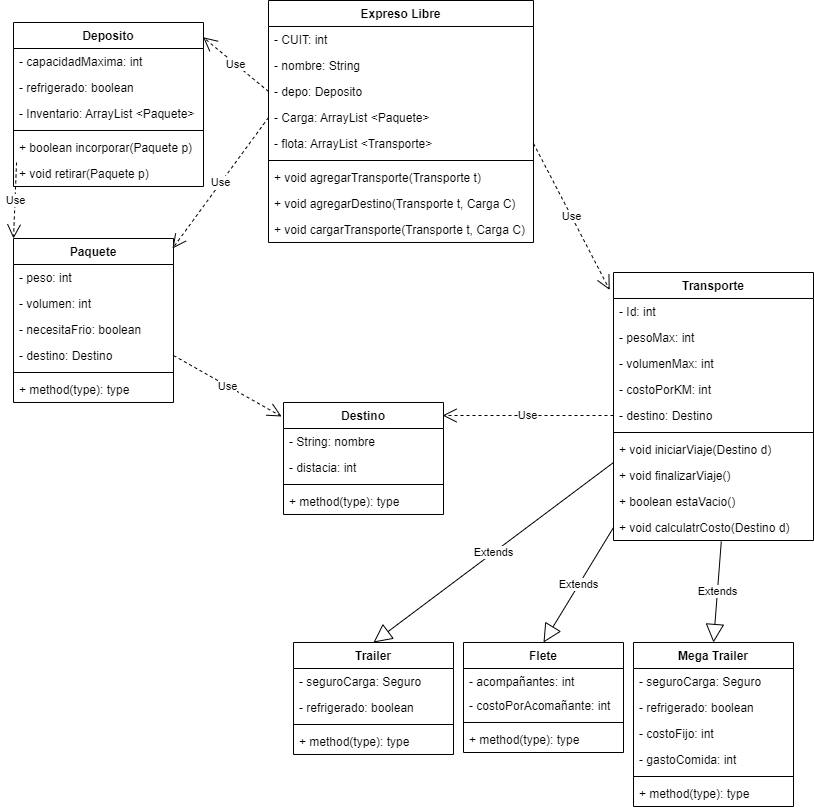 Expreso Libre
- CUIT: int
- nombre: String
- depo: Deposito
- Carga: ArrayList <Paquete>
- flota: ArrayList <Transporte>
+ void agregarTransporte(Transporte t)
+ void agregarDestino(Transporte t, Carga C)
+ void cargarTransporte(Transporte t, Carga C)
Deposito
- capacidadMaxima: int
- refrigerado: boolean
- Inventario: ArrayList <Paquete>
+ boolean incorporar(Paquete p)
+ void retirar(Paquete p)
Use
Use
Use
Use
Paquete
- peso: int
- volumen: int
- necesitaFrio: boolean
- destino: Destino
+ method(type): type
Transporte
- Id: int
- pesoMax: int
- volumenMax: int
- costoPorKM: int
- destino: Destino
+ void iniciarViaje(Destino d)
+ void finalizarViaje()
+ boolean estaVacio()
+ void calculatrCosto(Destino d)
Use
Use
Destino
- String: nombre
- distacia: int
+ method(type): type
Extends
Extends
Extends
Trailer
- seguroCarga: Seguro
- refrigerado: boolean
+ method(type): type
Flete
- acompañantes: int
- costoPorAcomañante: int
+ method(type): type
Mega Trailer
- seguroCarga: Seguro
- refrigerado: boolean
- costoFijo: int
- gastoComida: int
+ method(type): type